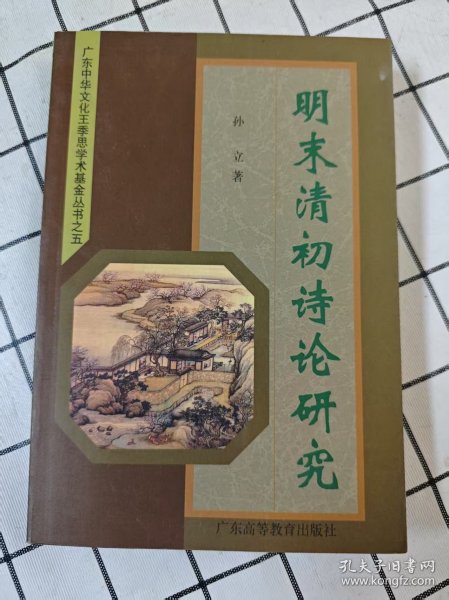 广东中华文化王季思学术基金丛书之五
明末清初诗论研究
孙立著
广东高等教育出版社
孔夫子旧书网
www.kongfz.com